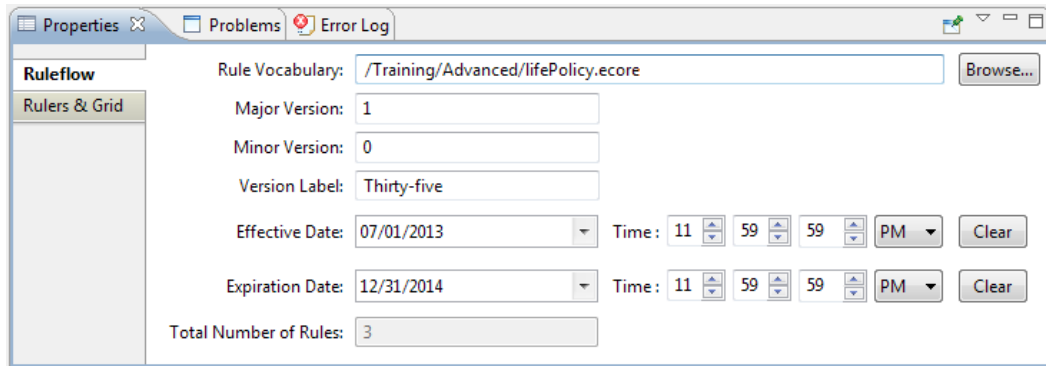 Properties Problems Error Log
Ruleflow Rule Vocabulary: /Training/Advanced/lifePolicy.ecore Browse...
Rulers & Grid Major Version: 1
Minor Version: 0
Version Label: Thirty-five
Effective Date: 07/01/2013 Time: 11 59 59 PM Clear
Expiration Date: 12/31/2014 Time: 11 59 59 PM Clear
Total Number of Rules: 3